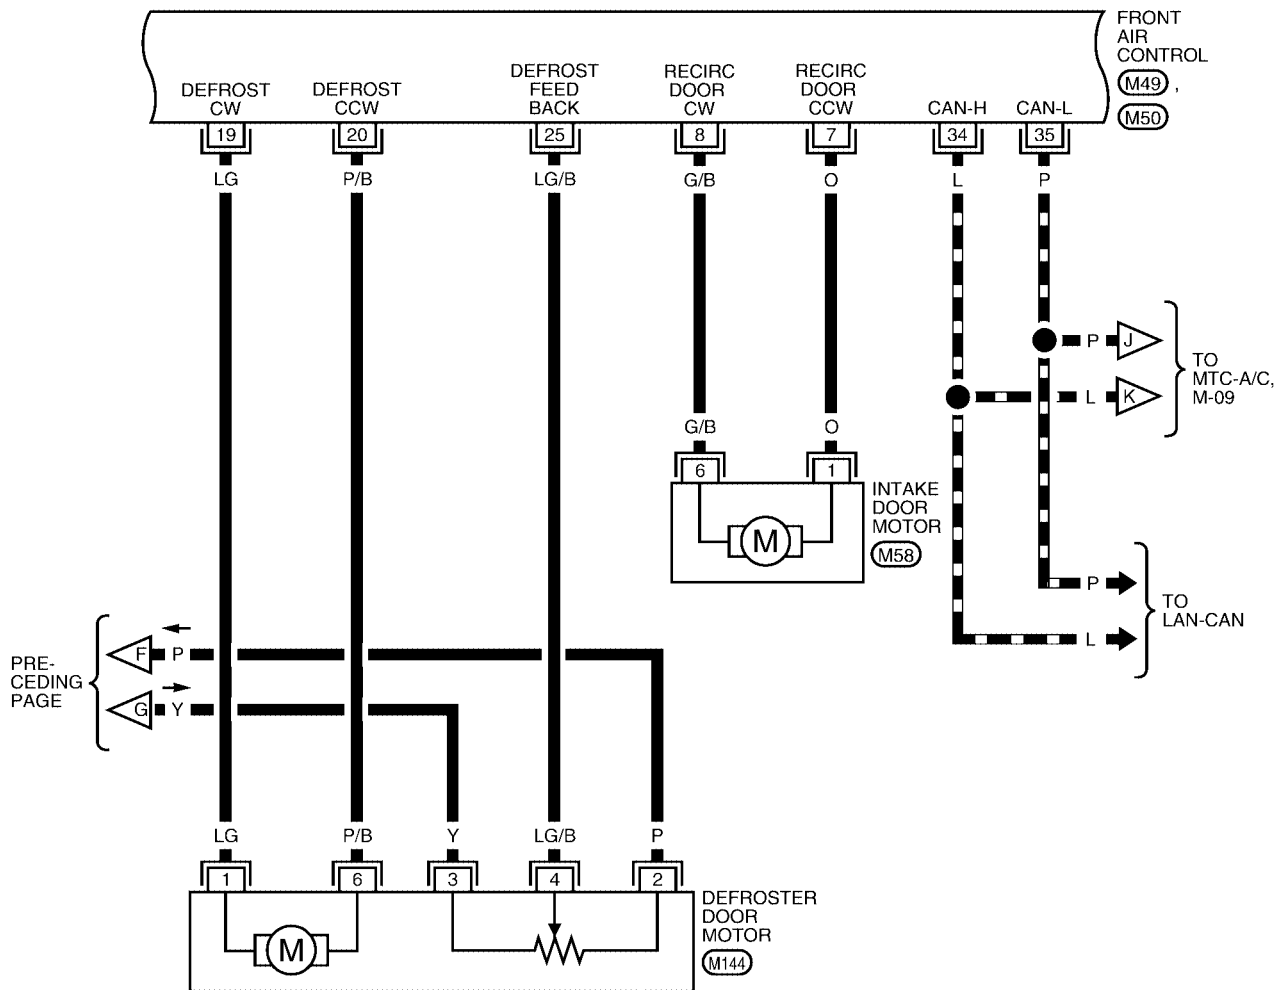 FRONT
AIR
CONTROL
M49 ,
M50
DEFROST
CW
DEFROST
CCW
DEFROST
FEED
BACK
RECIRC
DOOR
CW
RECIRC
DOOR
CCW
CAN-H
CAN-L
19
20
25
8
7
34
35
LG
P/B
LG/B
G/B
O
L
P
P
J
L
K
TO
MTC-A/C,
M-09
G/B
O
6
1
M
INTAKE
DOOR
MOTOR
M58
P
L
TO
LAN-CAN
PRE-
CEDING
PAGE
F P
G Y
LG
P/B
Y
LG/B
P
1
6
3
4
2
M
DEFROSTER
DOOR
MOTOR
M144